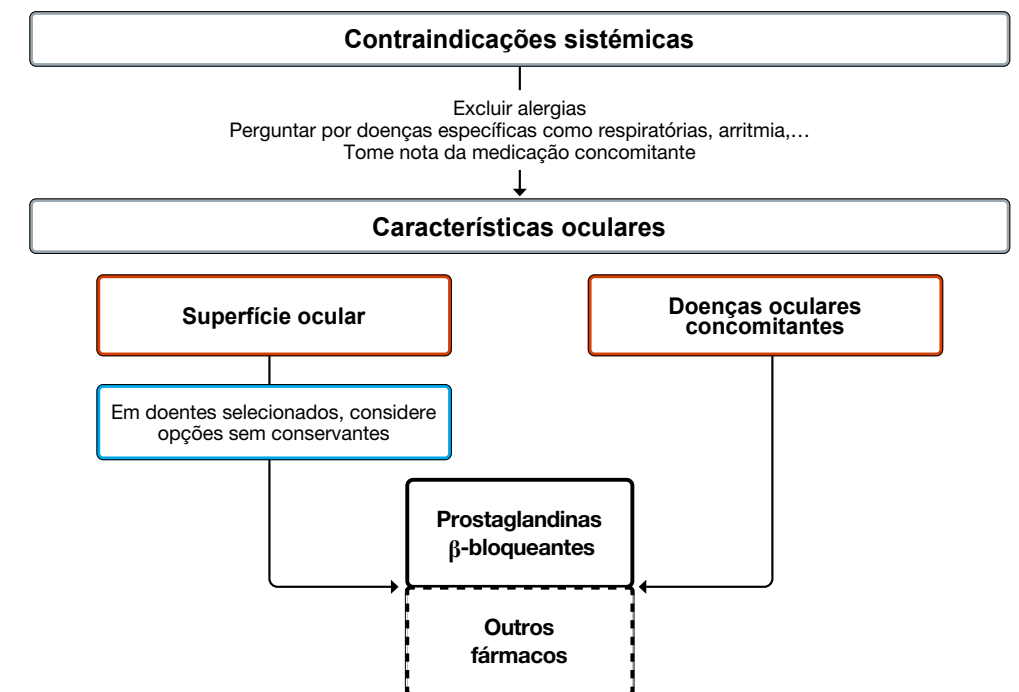 Contraindicações sistémicas
Excluir alergias
Perguntar por doenças específicas como respiratórias, arritmia,…
Tome nota da medicação concomitante
Características oculares
Superfície ocular
Doenças oculares
concomitantes
Em doentes selecionados, considere
opções sem conservantes
Prostaglandinas
β-bloqueantes
Outros
fármacos